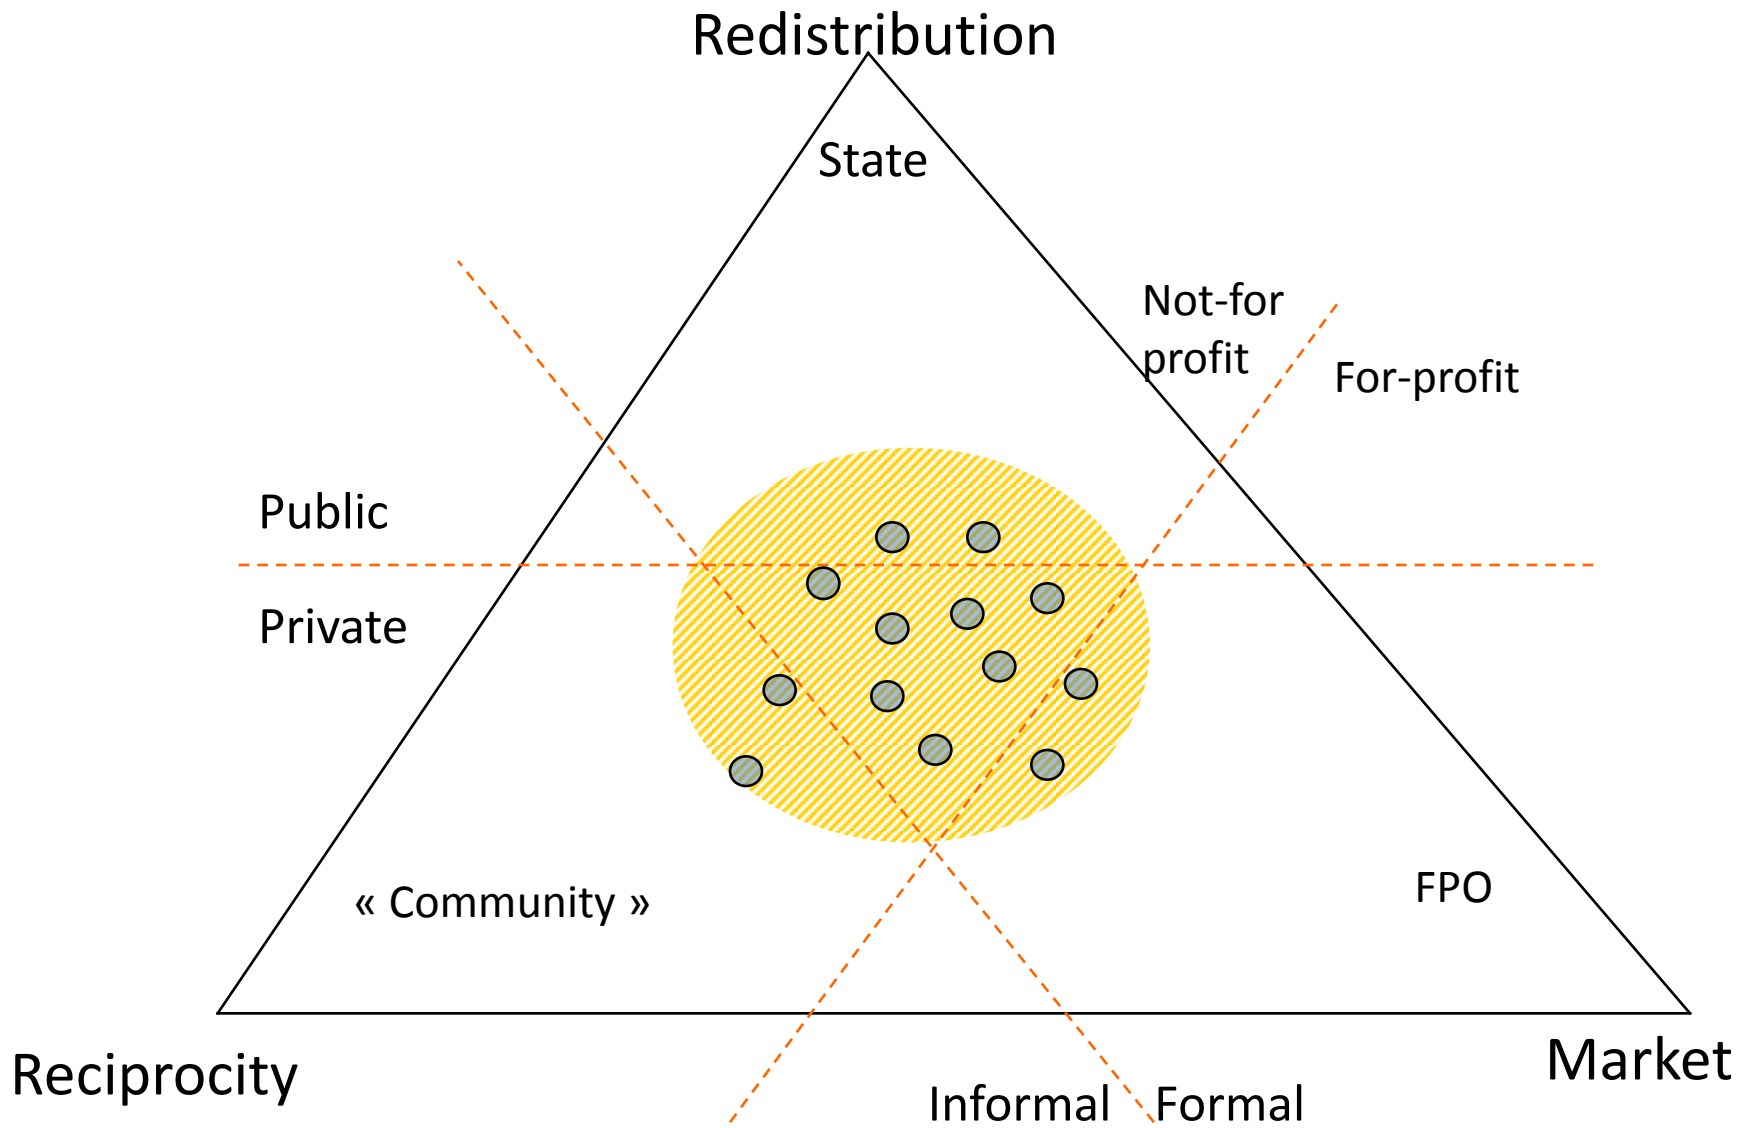 Redistribution
State
Not-for
profit
For-profit
Public
Private
« Community »
FPO
Reciprocity
Market
Informal
Formal